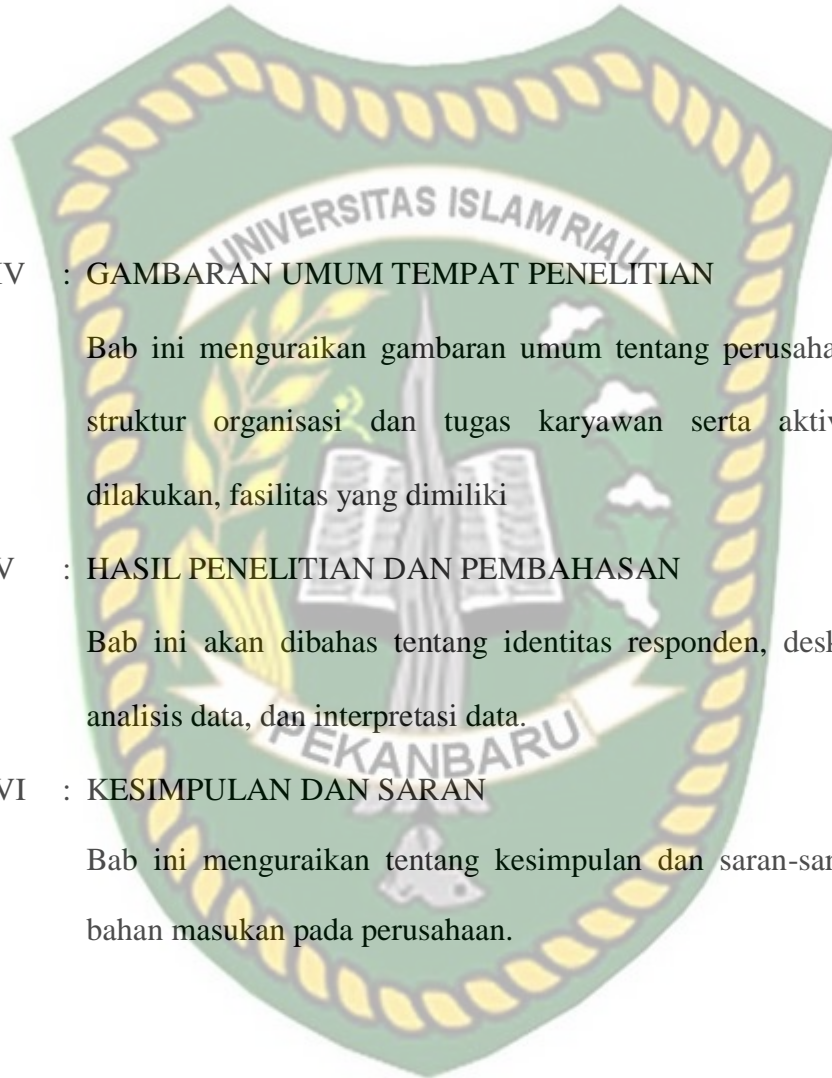 UNIVERSITAS ISLAM RIAU
IV : GAMBARAN UMUM TEMPAT PENELITIAN
Bab ini menguraikan gambaran umum tentang perusaha
struktur organisasi dan tugas karyawan serta aktiv
dilakukan, fasilitas yang dimiliki
V : HASIL PENELITIAN DAN PEMBAHASAN
Bab ini akan dibahas tentang identitas responden, desk
analisis data, dan interpretasi data.
PEKANBARU
VI : KESIMPULAN DAN SARAN
Bab ini menguraikan tentang kesimpulan dan saran-sar
bahan masukan pada perusahaan.